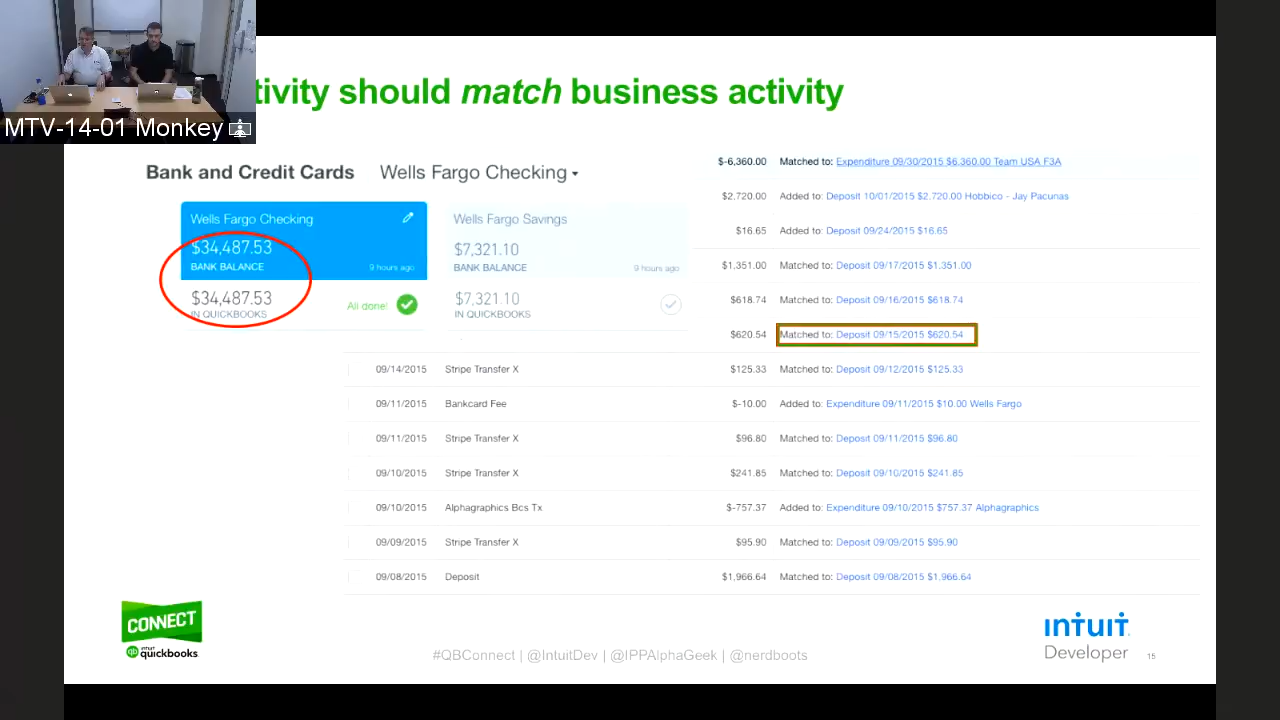 MTV-14-01 Monkey
tivity should match business activity
Bank and Credit Cards Wells Fargo Checking
Wells Fargo Checking
$34,487.53
BANK BALANCE 9 hours ago
$34,487.53
IN QUICKBOOKS
All done!
Wells Fargo Savings
$7,321.10
BANK BALANCE 9 hours ago
$7,321.10
IN QUICKBOOKS
$-6,360.00 Matched to: Expenditure 09/30/2015 $6,360.00 Team USA F3A
$2,720.00 Added to: Deposit 10/01/2015 $2,720.00 Hobbico - Jay Pacunas
$16.65 Added to: Deposit 09/24/2015 $16.65
$1,351.00 Matched to: Deposit 09/17/2015 $1,351.00
$618.74 Matched to: Deposit 09/16/2015 $618.74
$620.54 Matched to: Deposit 09/15/2015 $620.54
09/14/2015 Stripe Transfer X $125.33 Matched to: Deposit 09/12/2015 $125.33
09/11/2015 Bankcard Fee $-10.00 Added to: Expenditure 09/11/2015 $10.00 Wells Fargo
09/11/2015 Stripe Transfer X $96.80 Matched to: Deposit 09/11/2015 $96.80
09/10/2015 Stripe Transfer X $241.85 Matched to: Deposit 09/10/2015 $241.85
09/10/2015 Alphagraphics Bcs Tx $-757.37 Added to: Expenditure 09/10/2015 $757.37 Alphagraphics
09/09/2015 Stripe Transfer X $95.90 Matched to: Deposit 09/09/2015 $95.90
09/08/2015 Deposit $1,966.64 Matched to: Deposit 09/08/2015 $1,966.64
CONNECT
qb intuit quickbooks
#QBConnect | @IntuitDev | @IPPAlphaGeek | @nerdboots
intuit
Developer
15